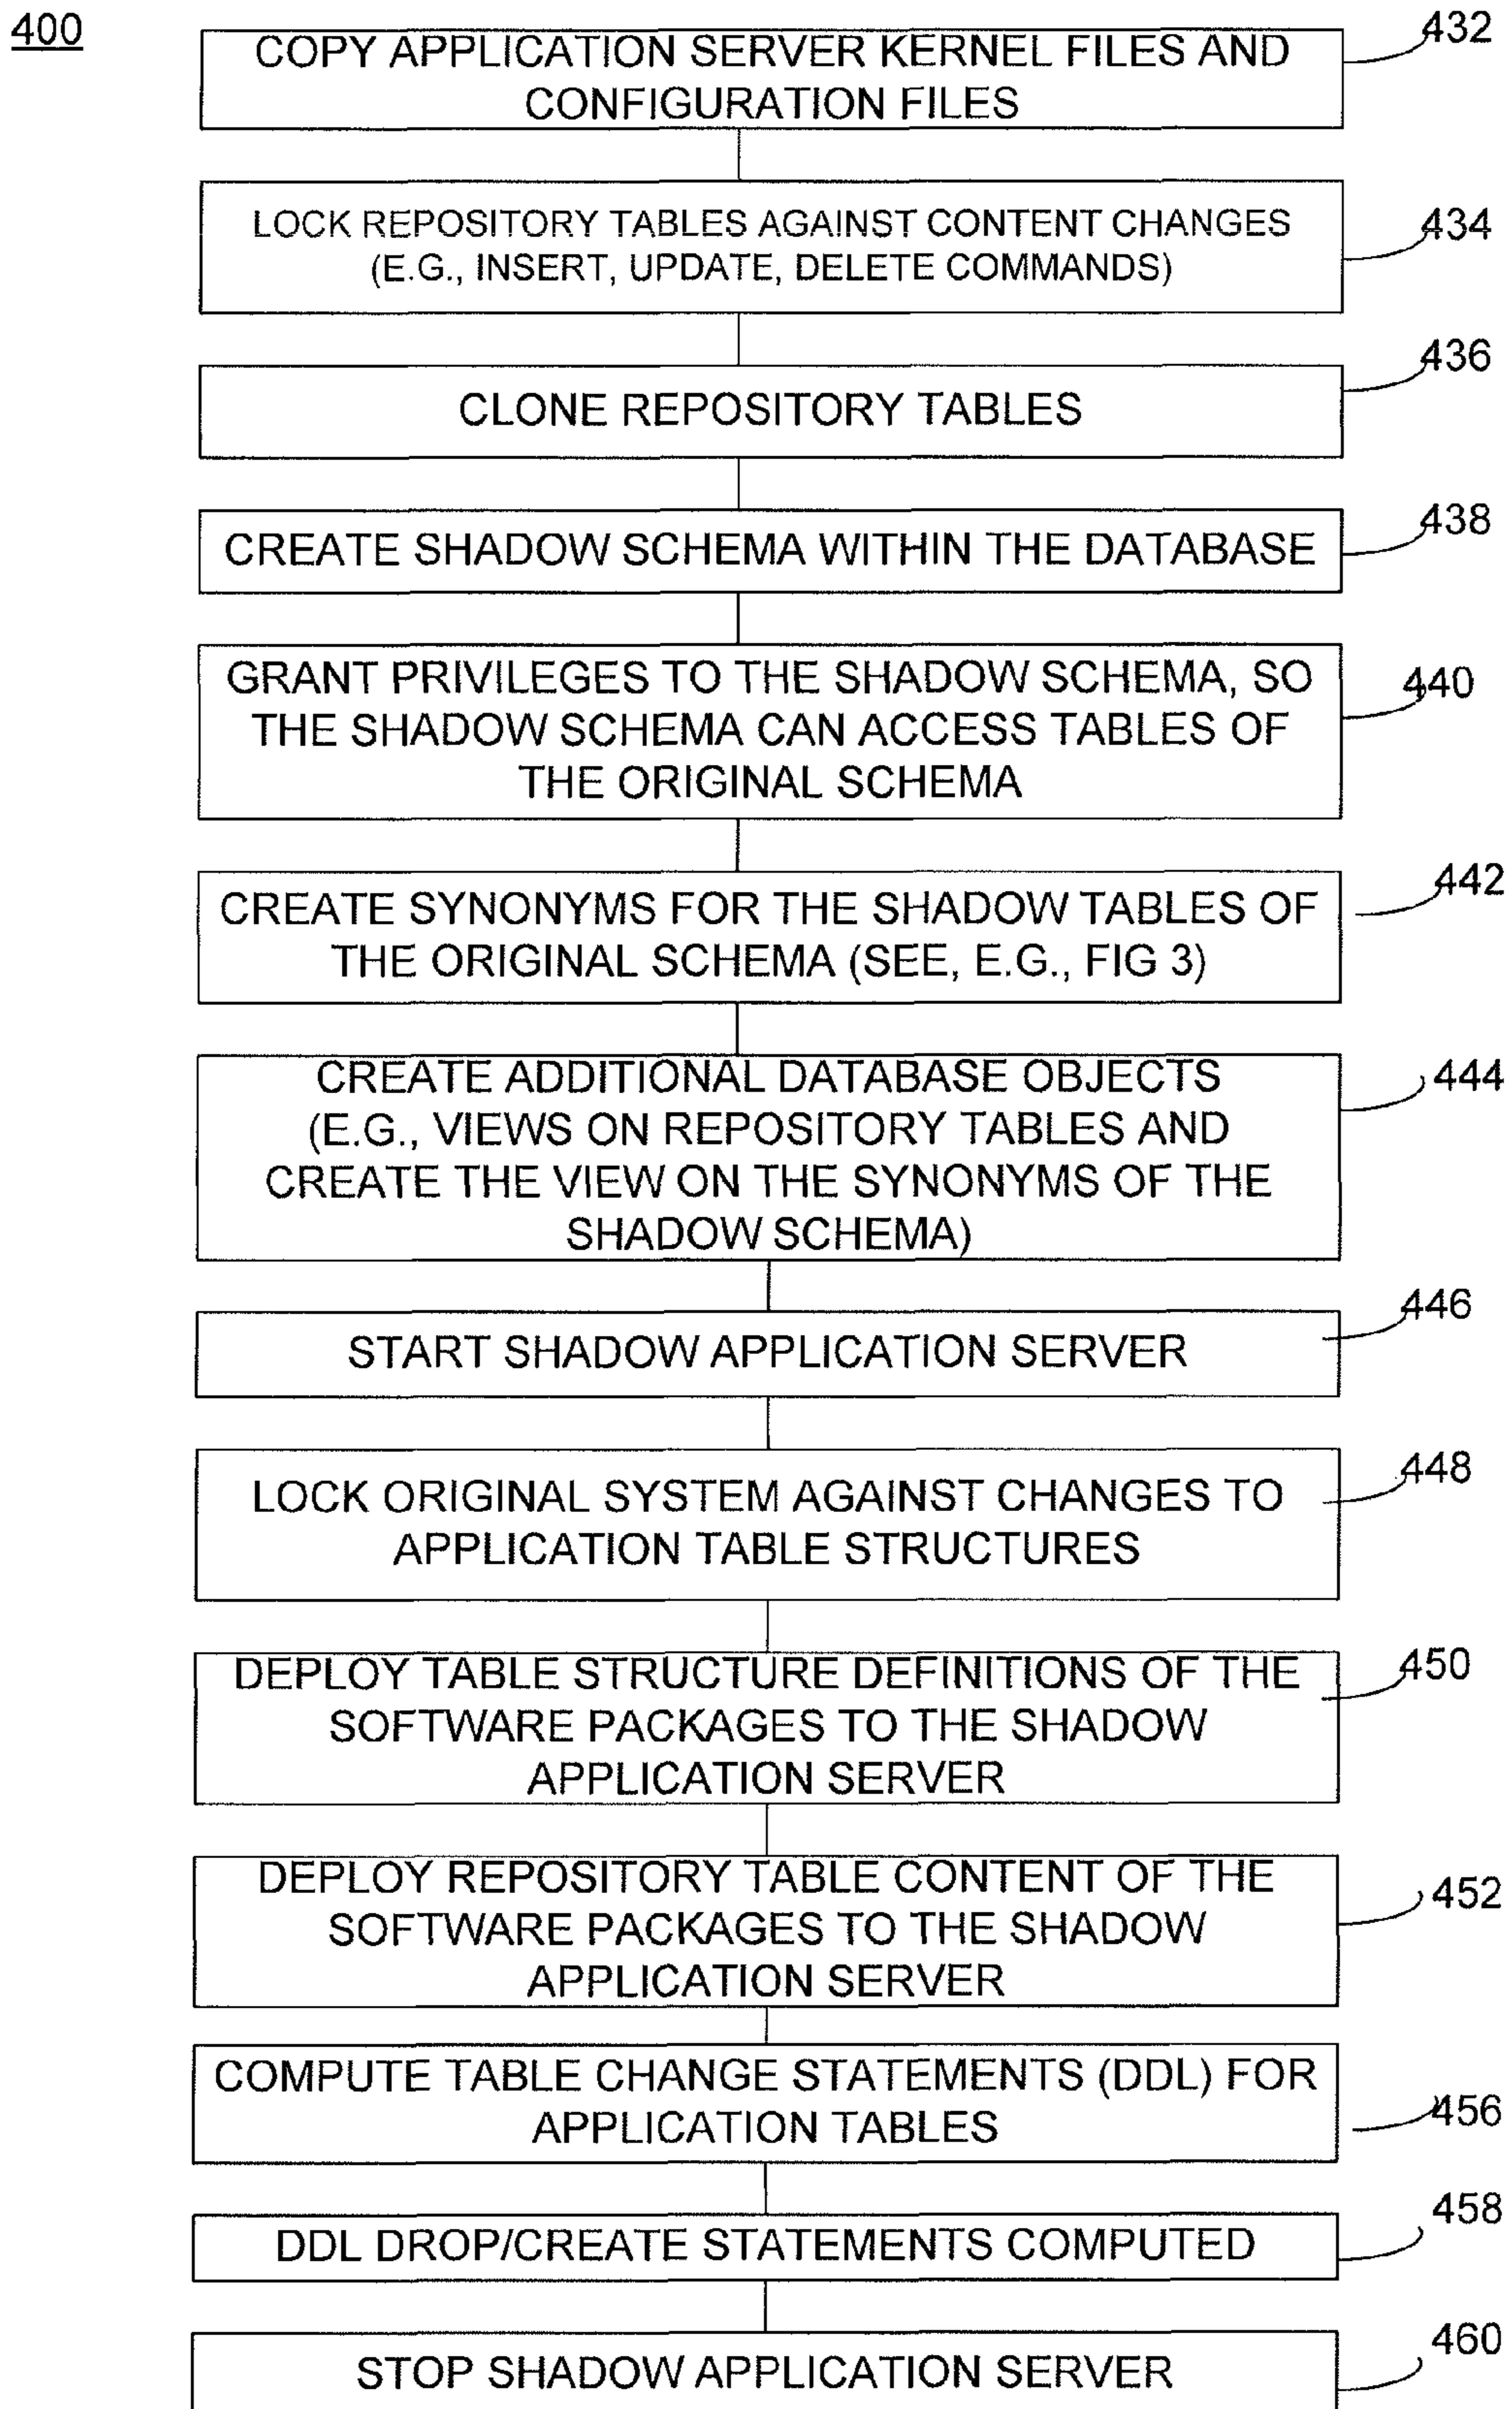 400
432
COPY APPLICATION SERVER KERNEL FILES AND
CONFIGURATION FILES
434
LOCK REPOSITORY TABLES AGAINST CONTENT CHANGES
(E.G., INSERT, UPDATE, DELETE COMMANDS)
436
CLONE REPOSITORY TABLES
438
CREATE SHADOW SCHEMA WITHIN THE DATABASE
440
GRANT PRIVILEGES TO THE SHADOW SCHEMA, SO
THE SHADOW SCHEMA CAN ACCESS TABLES OF
THE ORIGINAL SCHEMA
442
CREATE SYNONYMS FOR THE SHADOW TABLES OF
THE ORIGINAL SCHEMA (SEE, E.G., FIG 3)
444
CREATE ADDITIONAL DATABASE OBJECTS
(E.G., VIEWS ON REPOSITORY TABLES AND
CREATE THE VIEW ON THE SYNONYMS OF THE
SHADOW SCHEMA)
446
START SHADOW APPLICATION SERVER
448
LOCK ORIGINAL SYSTEM AGAINST CHANGES TO
APPLICATION TABLE STRUCTURES
450
DEPLOY TABLE STRUCTURE DEFINITIONS OF THE
SOFTWARE PACKAGES TO THE SHADOW
APPLICATION SERVER
452
DEPLOY REPOSITORY TABLE CONTENT OF THE
SOFTWARE PACKAGES TO THE SHADOW
APPLICATION SERVER
456
COMPUTE TABLE CHANGE STATEMENTS (DDL) FOR
APPLICATION TABLES
458
DDL DROP/CREATE STATEMENTS COMPUTED
460
STOP SHADOW APPLICATION SERVER